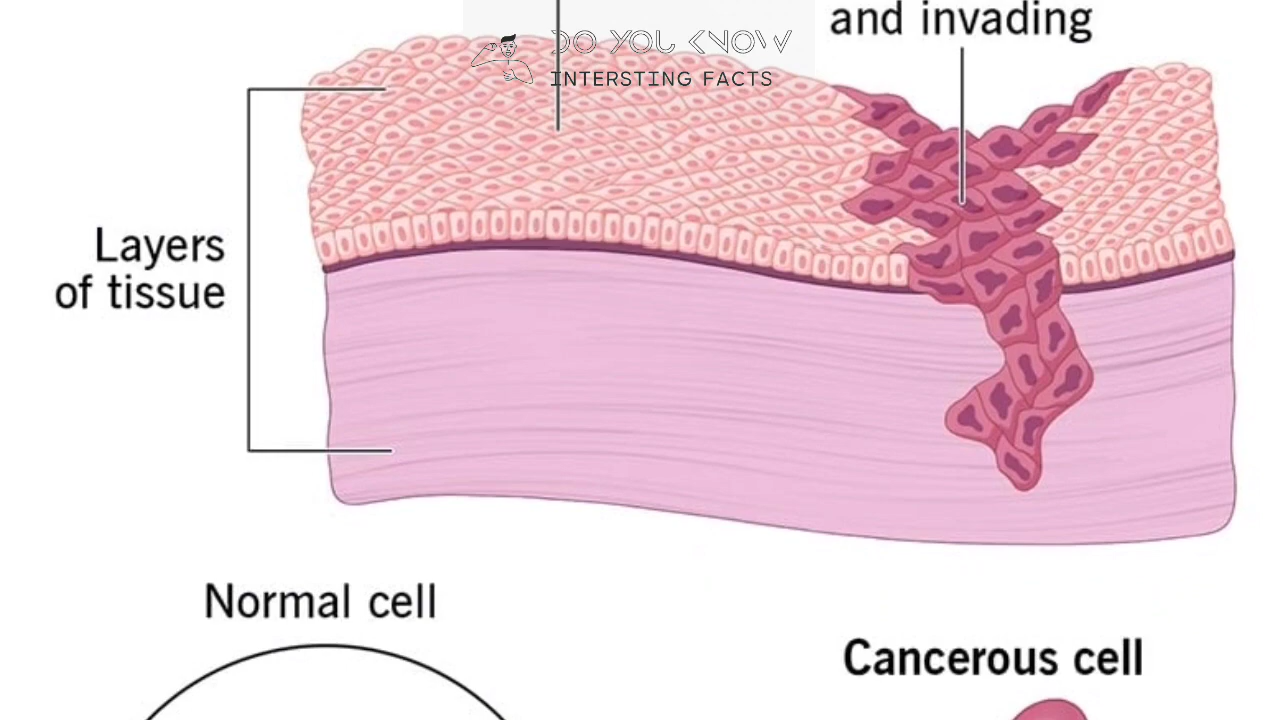 and invading
DO YOU KNOW
INTERSTING FACTS
Layers
of tissue
Normal cell
Cancerous cell